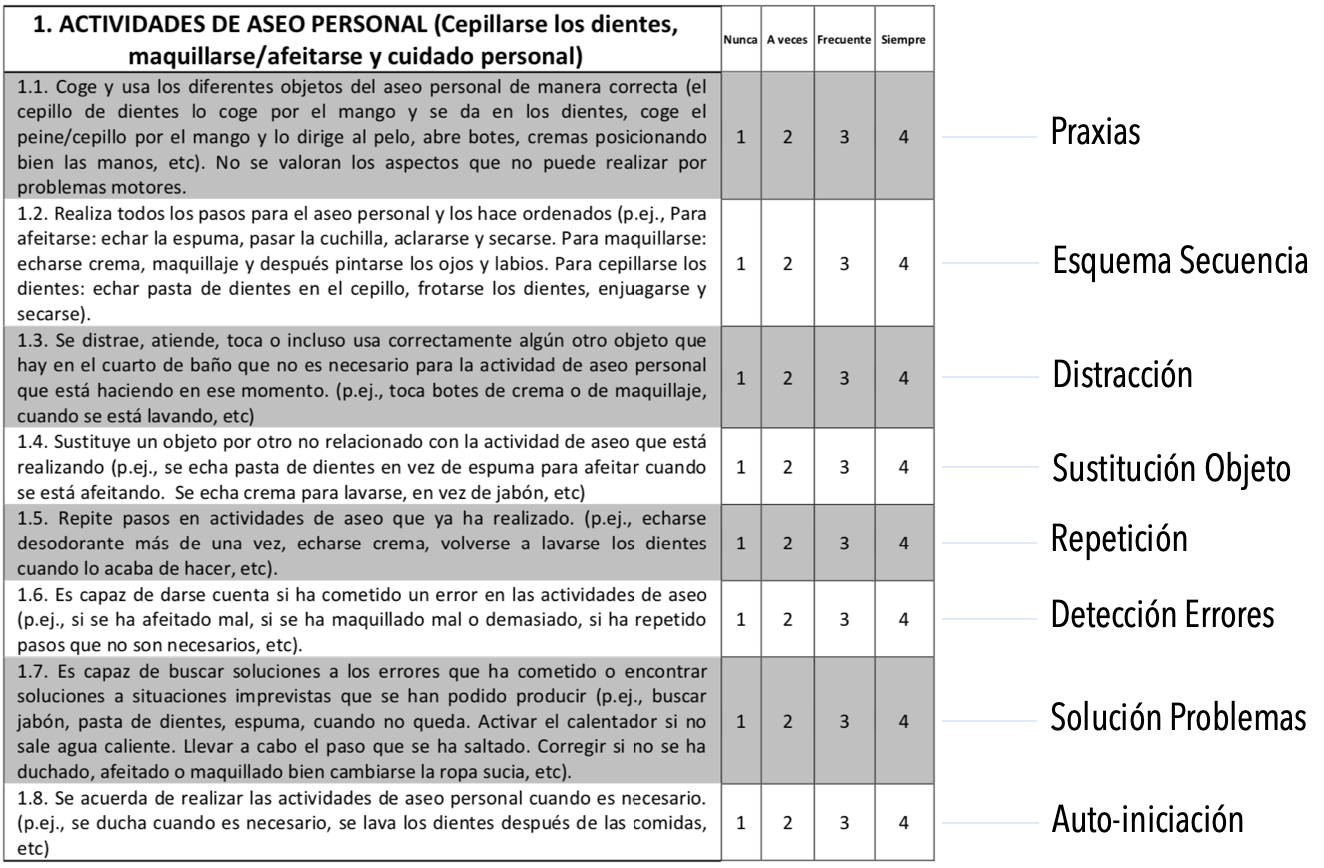 1. ACTIVIDADES DE ASEO PERSONAL (Cepillarse los dientes,
maquillarse/afeitarse y cuidado personal)
Nunca A veces Frecuente Siempre
1.1. Coge y usa los diferentes objetos del aseo personal de manera correcta (el
cepillo de dientes lo coge por el mango y se da en los dientes, coge el
peine/cepillo por el mango y lo dirige al pelo, abre botes, cremas posicionando
bien las manos, etc). No se valoran los aspectos que no puede realizar por
problemas motores.
1 2 3 4
Praxias
1.2. Realiza todos los pasos para el aseo personal y los hace ordenados (p.ej., Para
afeitarse: echar la espuma, pasar la cuchilla, aclararse y secarse. Para maquillarse:
echarse crema, maquillaje y después pintarse los ojos y labios. Para cepillarse los
dientes: echar pasta de dientes en el cepillo, frotarse los dientes, enjuagarse y
secarse).
1 2 3 4
Esquema Secuencia
1.3. Se distrae, atiende, toca o incluso usa correctamente algún otro objeto que
hay en el cuarto de baño que no es necesario para la actividad de aseo personal
que está haciendo en ese momento. (p.ej., toca botes de crema o de maquillaje,
cuando se está lavando, etc)
1 2 3 4
Distracción
1.4. Sustituye un objeto por otro no relacionado con la actividad de aseo que está
realizando (p.ej., se echa pasta de dientes en vez de espuma para afeitar cuando
se está afeitando. Se echa crema para lavarse, en vez de jabón, etc)
1 2 3 4
Sustitución Objeto
1.5. Repite pasos en actividades de aseo que ya ha realizado. (p.ej., echarse
desodorante más de una vez, echarse crema, volverse a lavarse los dientes
cuando lo acaba de hacer, etc).
1 2 3 4
Repetición
1.6. Es capaz de darse cuenta si ha cometido un error en las actividades de aseo
(p.ej., si se ha afeitado mal, si se ha maquillado mal o demasiado, si ha repetido
pasos que no son necesarios, etc).
1 2 3 4
Detección Errores
1.7. Es capaz de buscar soluciones a los errores que ha cometido o encontrar
soluciones a situaciones imprevistas que se han podido producir (p.ej., buscar
jabón, pasta de dientes, espuma, cuando no queda. Activar el calentador si no
sale agua caliente. Llevar a cabo el paso que se ha saltado. Corregir si no se ha
duchado, afeitado o maquillado bien cambiarse la ropa sucia, etc).
1 2 3 4
Solución Problemas
1.8. Se acuerda de realizar las actividades de aseo personal cuando es necesario.
(p.ej., se ducha cuando es necesario, se lava los dientes después de las comidas,
etc)
1 2 3 4
Auto-iniciación